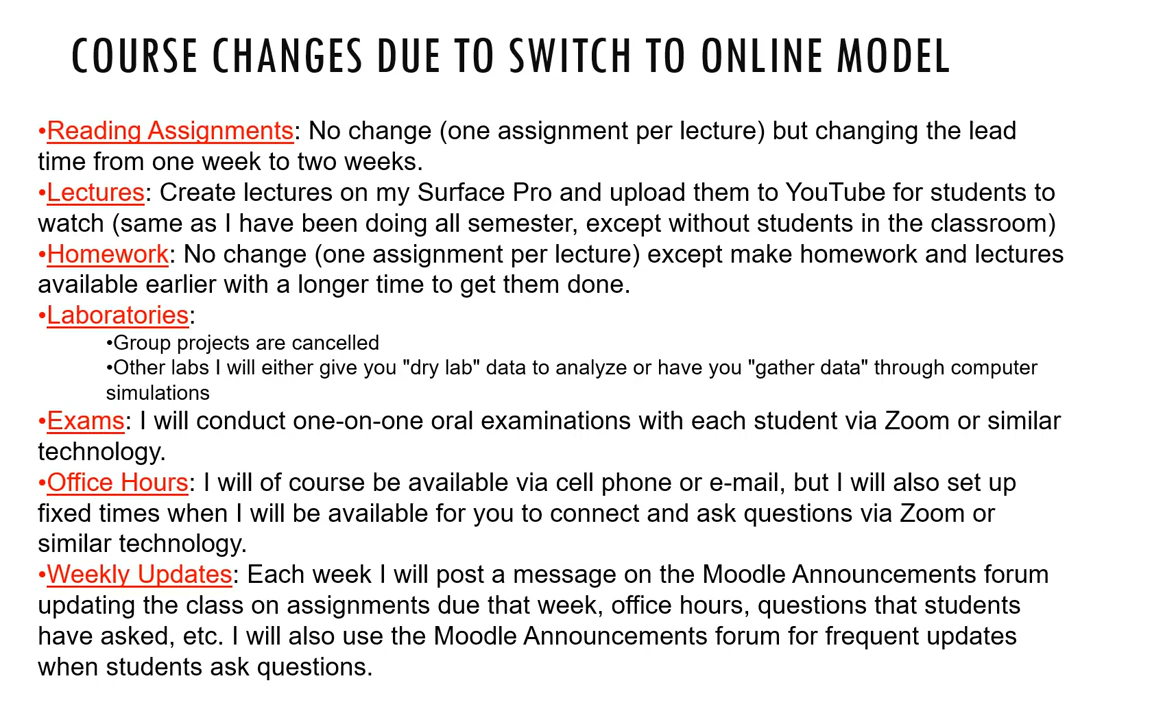 COURSE CHANGES DUE TO SWITCH TO ONLINE MODEL
•Reading Assignments: No change (one assignment per lecture) but changing the lead
time from one week to two weeks.
•Lectures: Create lectures on my Surface Pro and upload them to YouTube for students to
watch (same as I have been doing all semester, except without students in the classroom)
•Homework: No change (one assignment per lecture) except make homework and lectures
available earlier with a longer time to get them done.
•Laboratories:
•Group projects are cancelled
•Other labs I will either give you "dry lab" data to analyze or have you "gather data" through computer
simulations
•Exams: I will conduct one-on-one oral examinations with each student via Zoom or similar
technology.
•Office Hours: I will of course be available via cell phone or e-mail, but I will also set up
fixed times when I will be available for you to connect and ask questions via Zoom or
similar technology.
•Weekly Updates: Each week I will post a message on the Moodle Announcements forum
updating the class on assignments due that week, office hours, questions that students
have asked, etc. I will also use the Moodle Announcements forum for frequent updates
when students ask questions.